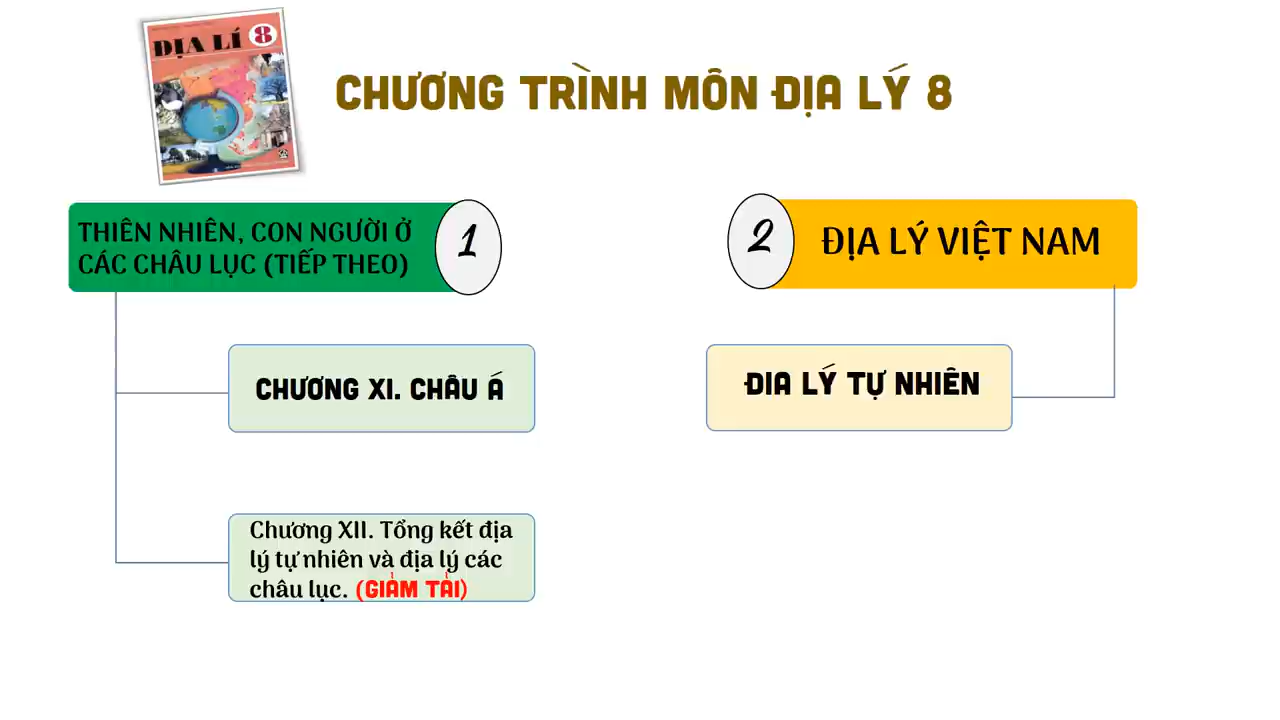 ĐỊA LÍ 8
CHƯƠNG TRÌNH MÔN ĐỊA LÝ 8
THIÊN NHIÊN, CON NGƯỜI Ở
CÁC CHÂU LỤC (TIẾP THEO)
1
CHƯƠNG XI. CHÂU Á
Chương XII. Tổng kết địa
lý tự nhiên và địa lý các
châu lục. (GIẢM TẢI)
2
ĐỊA LÝ VIỆT NAM
ĐIA LÝ TỰ NHIÊN